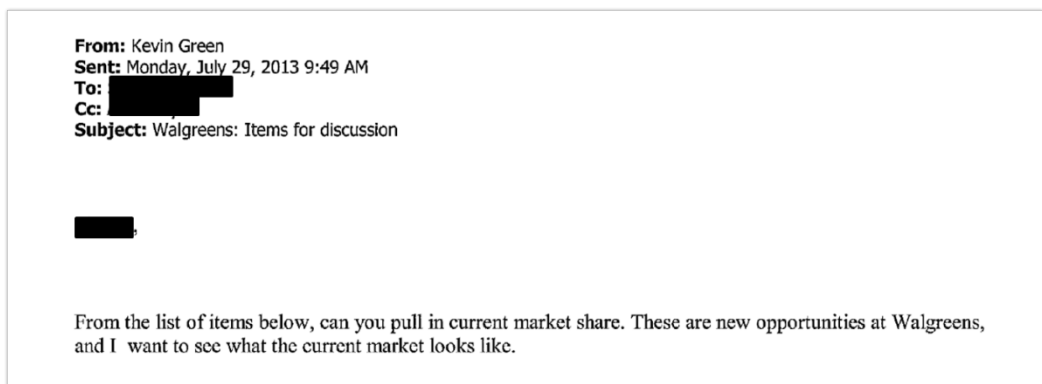 From: Kevin Green
Sent: Monday, July 29, 2013 9:49 AM
To:
Cc:
Subject: Walgreens: Items for discussion
,
From the list of items below, can you pull in current market share. These are new opportunities at Walgreens,
and I want to see what the current market looks like.